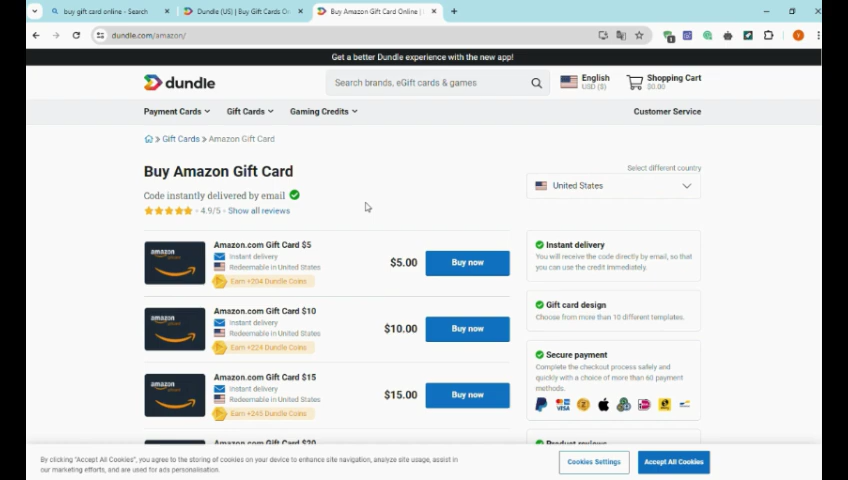 buy gift card online - Search
Dundle (US) | Buy Gift Cards On
Buy Amazon Gift Card Online |
dundle.com/amazon/
Get a better Dundle experience with the new app!
dundle
Search brands, eGift cards & games
English
USD ($)
Shopping Cart
$0.00
Payment Cards
Gift Cards
Gaming Credits
Customer Service
> Gift Cards > Amazon Gift Card
Buy Amazon Gift Card
Code instantly delivered by email
4.9/5 - Show all reviews
Select different country
United States
amazon
Amazon.com Gift Card $5
Instant delivery
Redeemable in United States
Earn +204 Dundle Coins
$5.00
Buy now
amazon
Amazon.com Gift Card $10
Instant delivery
Redeemable in United States
Earn +224 Dundle Coins
$10.00
Buy now
amazon
Amazon.com Gift Card $15
Instant delivery
Redeemable in United States
Earn +245 Dundle Coins
$15.00
Buy now
Instant delivery
You will receive the code directly by email, so that
you can use the credit immediately.
Gift card design
Choose from more than 10 different templates.
Secure payment
Complete the checkout process safely and
quickly with a choice of more than 60 payment
methods.
VISA
Product reviews
By clicking "Accept All Cookies", you agree to the storing of cookies on your device to enhance site navigation, analyze site usage, assist in
our marketing efforts, and are used for ads personalisation.
Cookies Settings
Accept All Cookies